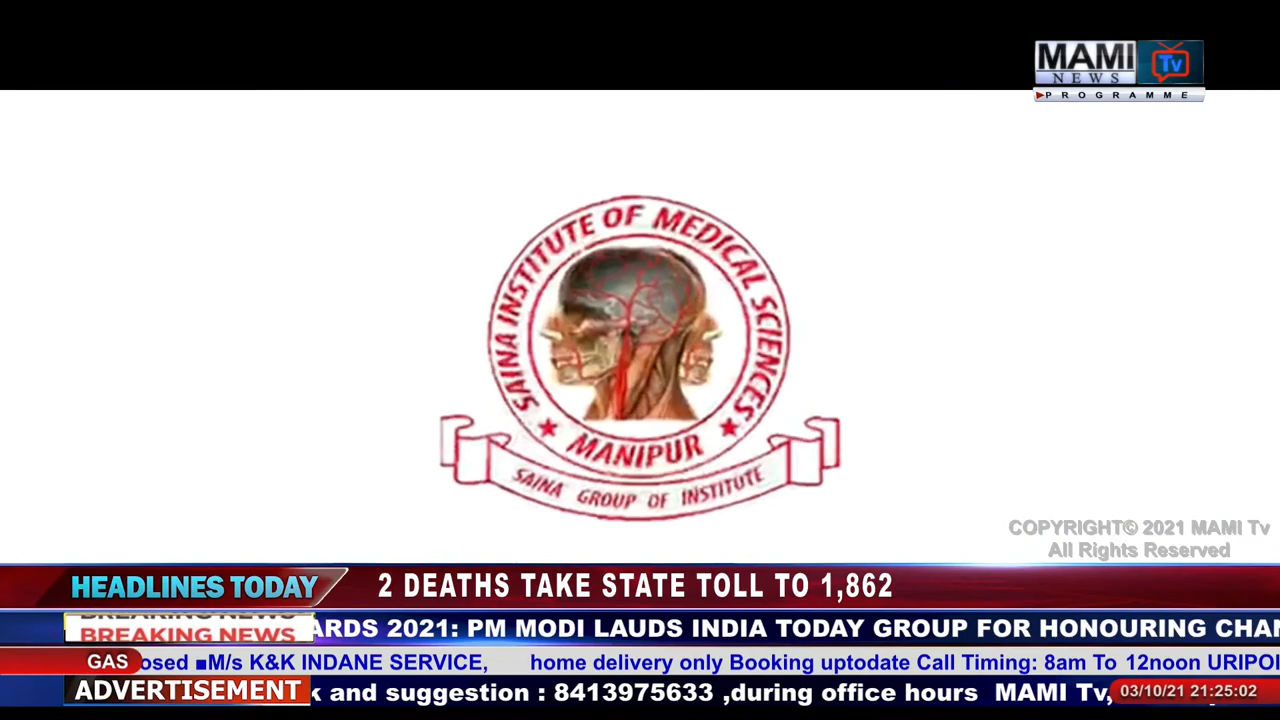 MAMI Tv
NEWS
PROGRAMME
SAINA INSTITUTE OF MEDICAL SCIENCES
MANIPUR
SAINA GROUP OF INSTITUTE
COPYRIGHT© 2021 MAMI Tv
All Rights Reserved
HEADLINES TODAY 2 DEATHS TAKE STATE TOLL TO 1,862
BREAKING NEWS ARDS 2021: PM MODI LAUDS INDIA TODAY GROUP FOR HONOURING CHAN
GAS osed ■M/s K&K INDANE SERVICE, home delivery only Booking uptodate Call Timing: 8am To 12noon URIPO
ADVERTISEMENT k and suggestion : 8413975633 ,during office hours MAMI Tv, 03/10/21 21:25:02